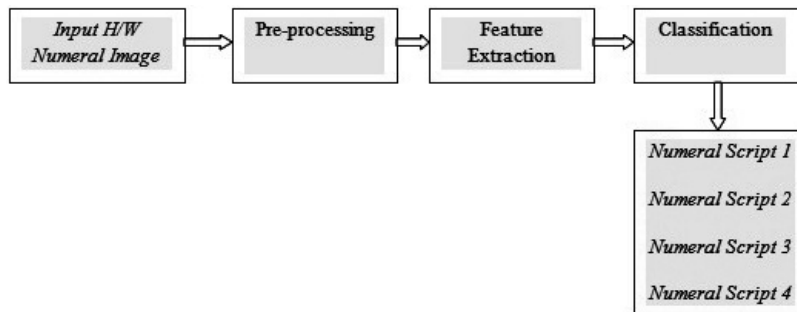 Input H/W
Numeral Image
Pre-processing
Feature
Extraction
Classification
Numeral Script 1
Numeral Script 2
Numeral Script 3
Numeral Script 4